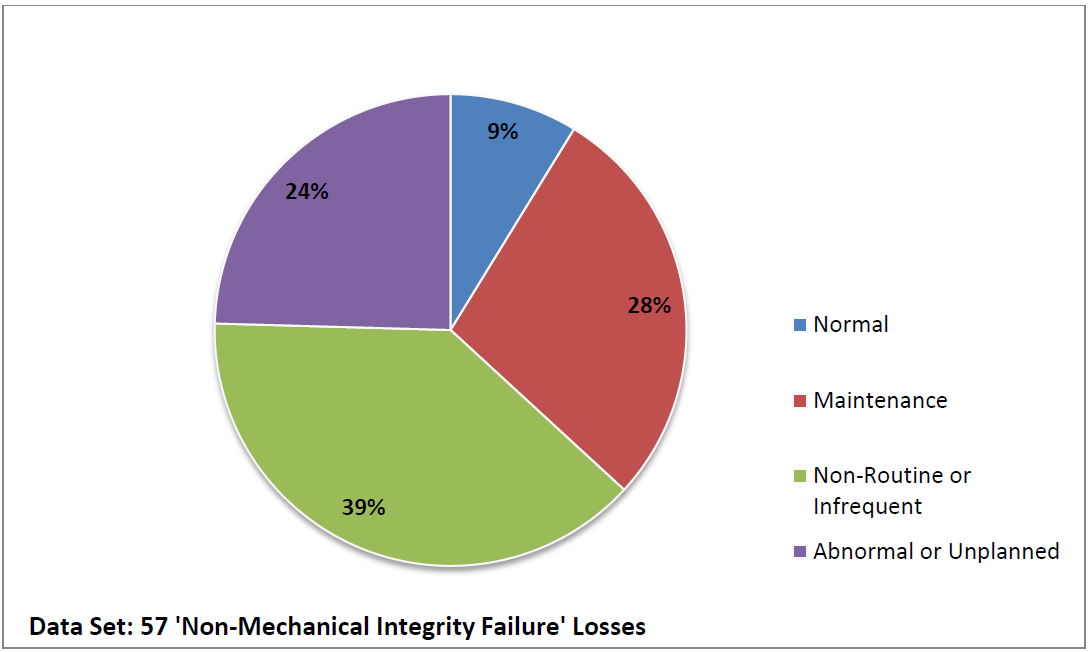 9%
28%
39%
24%
Normal
Maintenance
Non-Routine or
Infrequent
Abnormal or Unplanned
Data Set: 57 'Non-Mechanical Integrity Failure' Losses